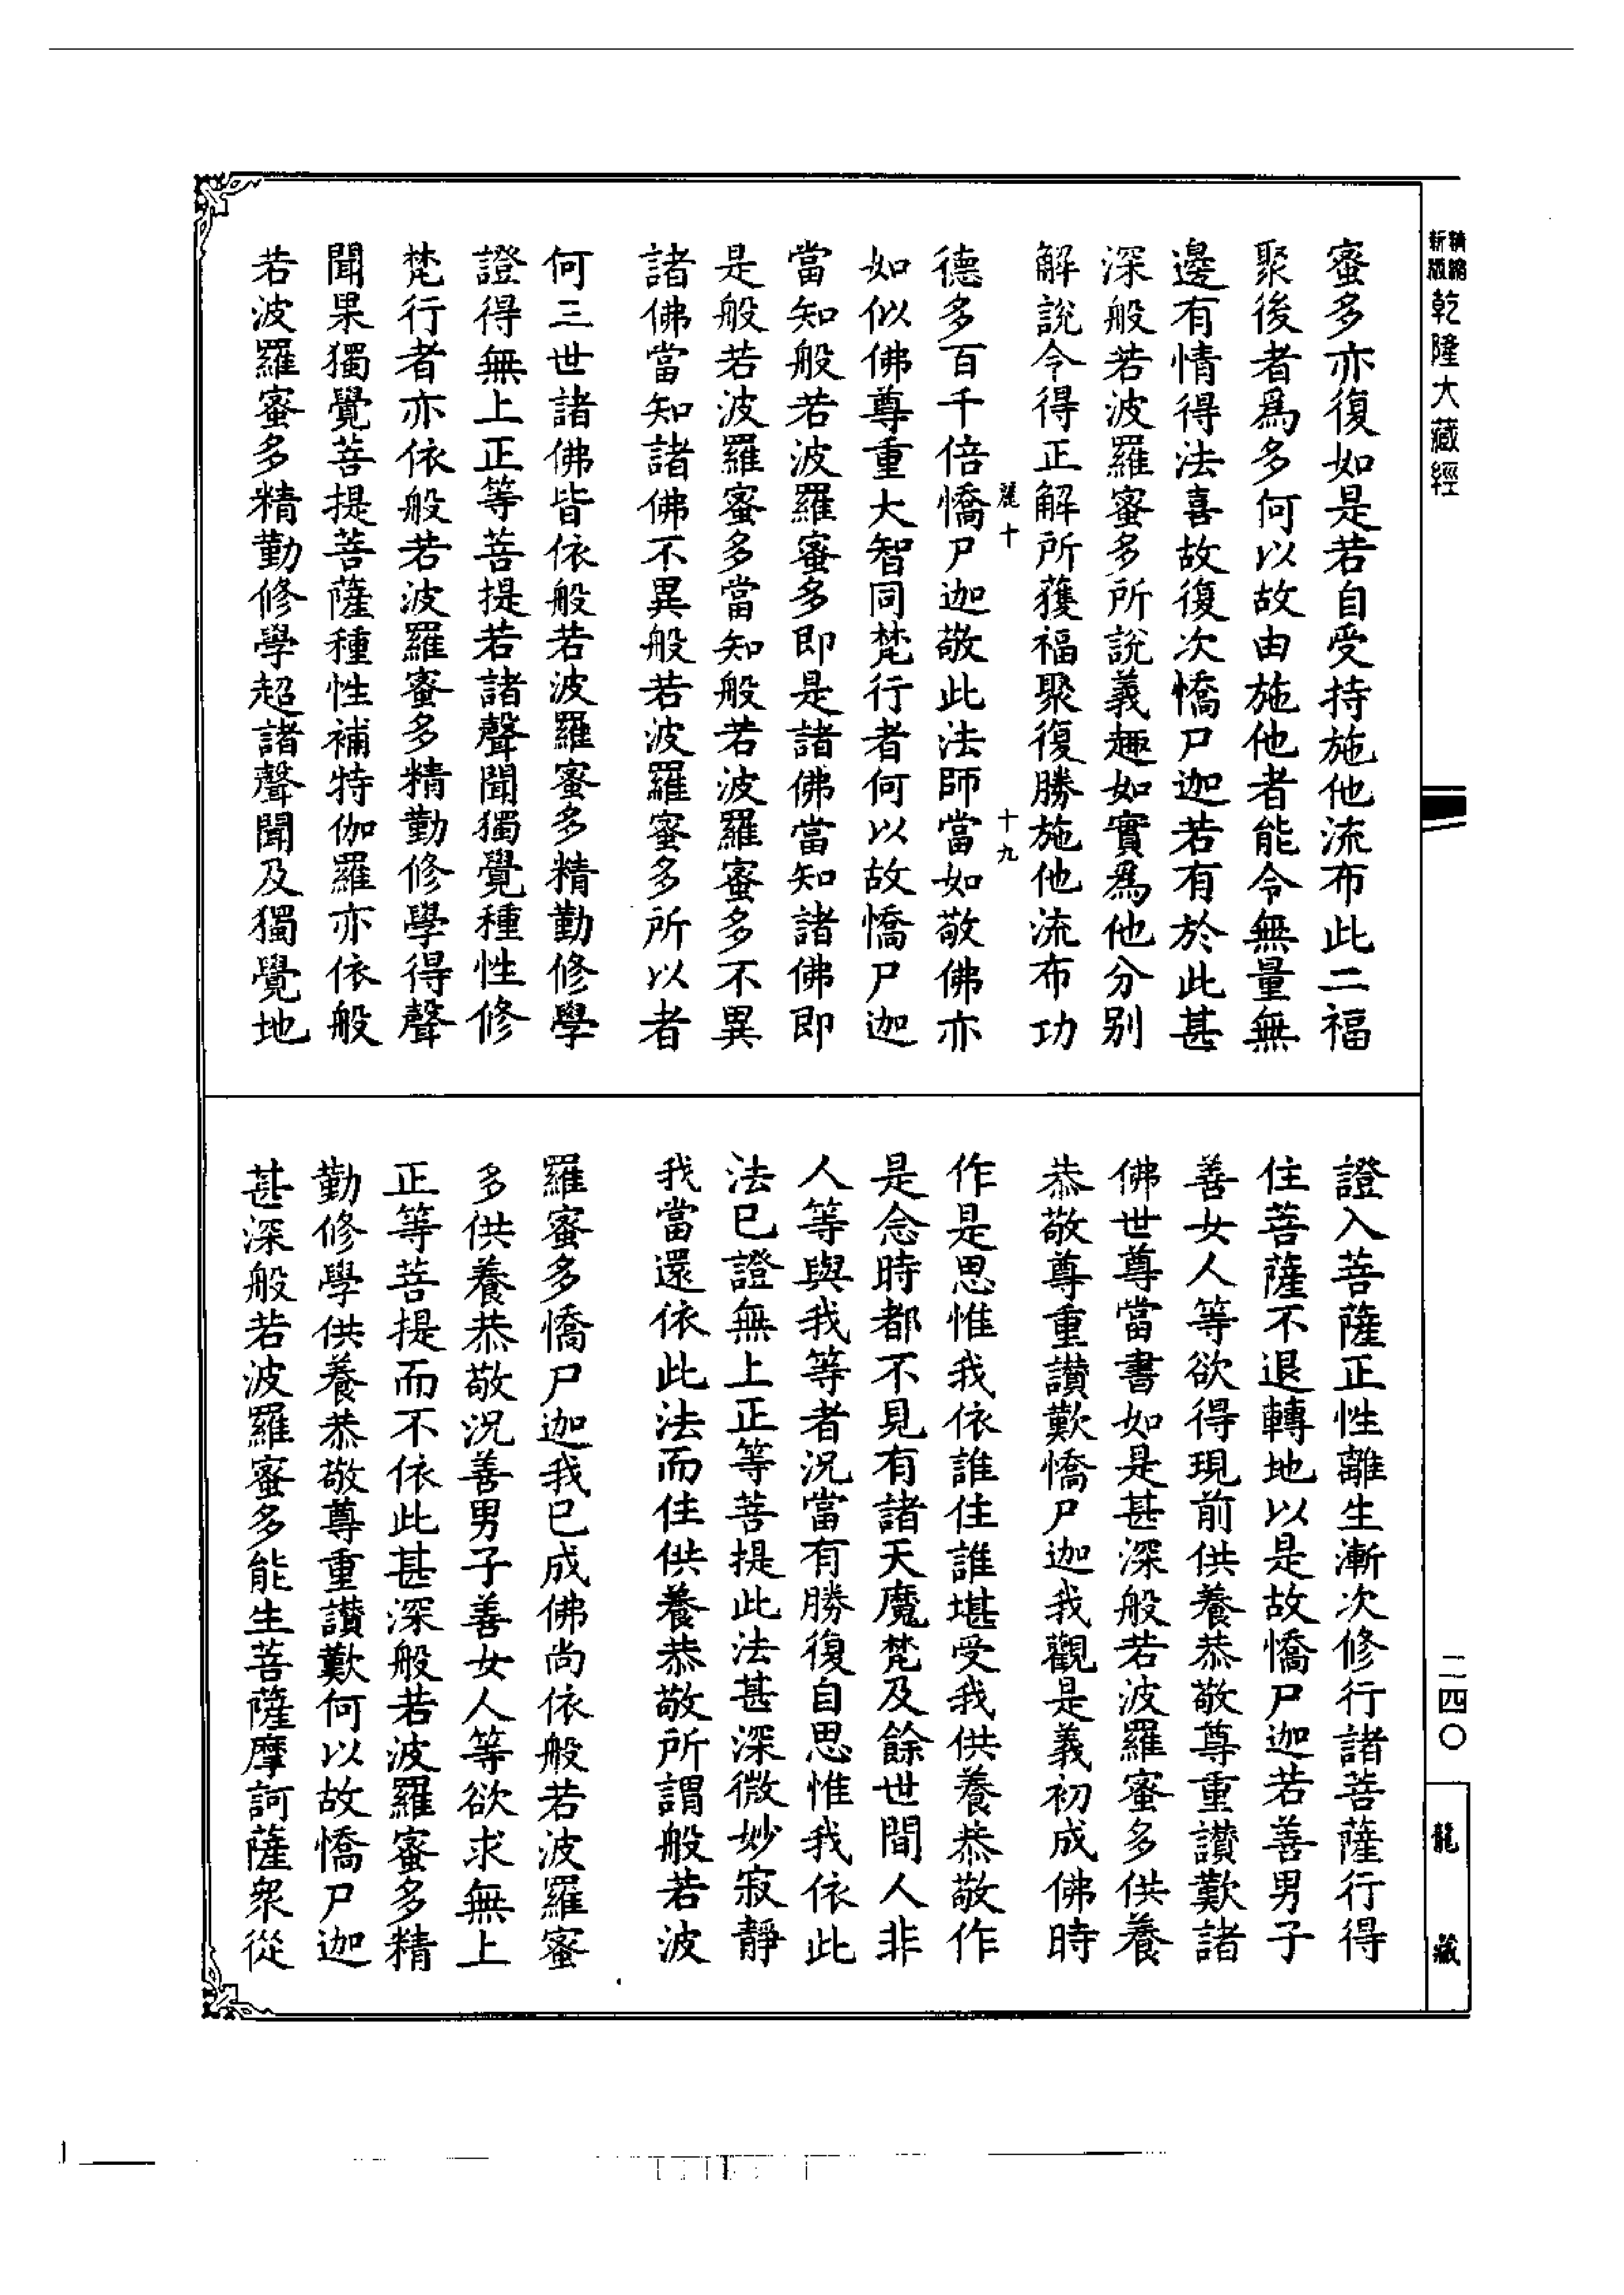 精縮
新版
乾隆大藏經
蜜多亦復如是若自受持施他流布此二福
聚後者爲多何以故由施他者能令無量無
邊有情得法喜故復次憍尸迦若有於此甚
深般若波羅蜜多所說義趣如實爲他分别
解說令得正解所獲福聚復勝施他流布功
麗十
十九
德多百千倍憍尸迦敬此法師當如敬佛亦
如似佛尊重大智同梵行者何以故憍尸迦
當知般若波羅蜜多即是諸佛當知諸佛即
是般若波羅蜜多當知般若波羅蜜多不異
諸佛當知諸佛不異般若波羅蜜多所以者
何三世諸佛皆依般若波羅蜜多精勤修學
證得無上正等菩提若諸聲聞獨覺種性修
梵行者亦依般若波羅蜜多精勤修學得聲
聞果獨覺菩提菩薩種性補特伽羅亦依般
若波羅蜜多精勤修學超諸聲聞及獨覺地
證入菩薩正性離生漸次修行諸菩薩行得
住菩薩不退轉地以是故憍尸迦若善男子
善女人等欲得現前供養恭敬尊重讚歎諸
佛世尊當書如是甚深般若波羅蜜多供養
恭敬尊重讚歎憍尸迦我觀是義初成佛時
作是思惟我依誰住誰堪受我供養恭敬作
是念時都不見有諸天魔梵及餘世間人非
人等與我等者況當有勝復自思惟我依此
法已證無上正等菩提此法甚深微妙寂靜
我當還依此法而住供養恭敬所謂般若波
羅蜜多憍尸迦我已成佛尚依般若波羅蜜
多供養恭敬況善男子善女人等欲求無上
正等菩提而不依此甚深般若波羅蜜多精
勤修學供養恭敬尊重讚歎何以故憍尸迦
甚深般若波羅蜜多能生菩薩摩訶薩衆從
二四〇
龍藏